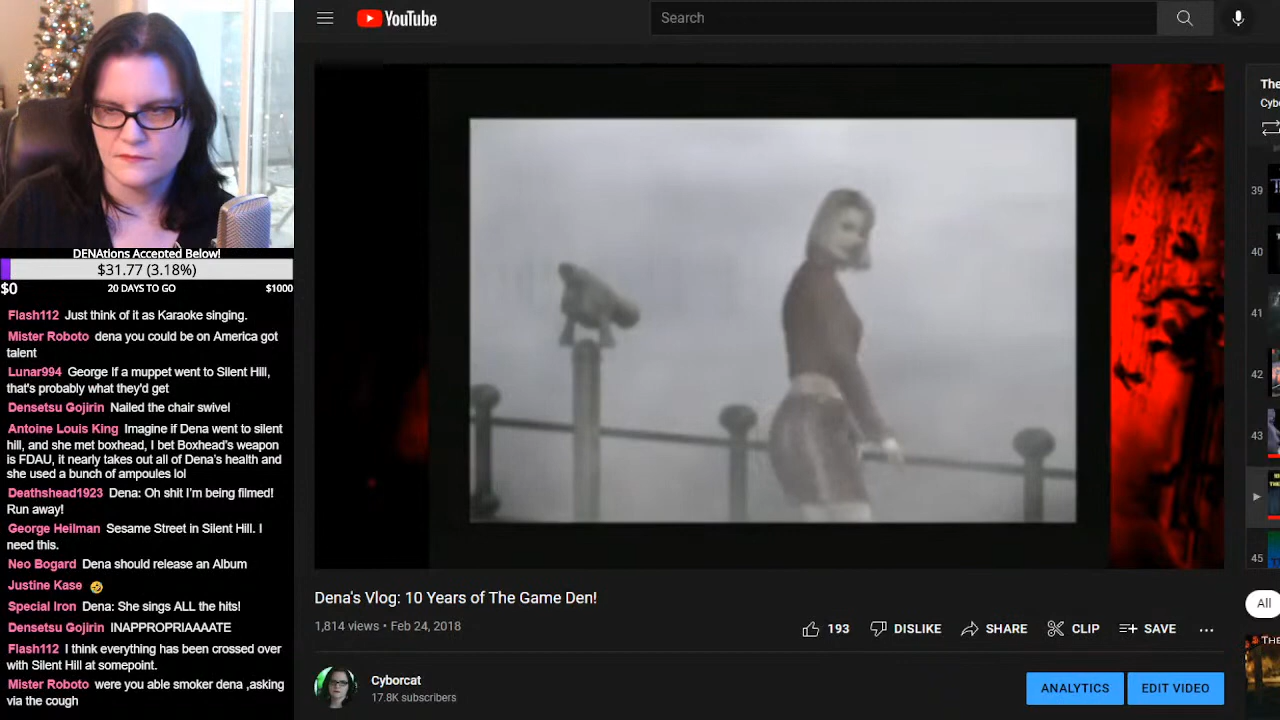 YouTube
Search
DENAtions Accepted Below!
$31.77 (3.18%)
$0
20 DAYS TO GO
$1000
Flash112 Just think of it as Karaoke singing.
Mister Roboto dena you could be on America got
talent
Lunar994 George If a muppet went to Silent Hill,
that's probably what they'd get
Densetsu Gojirin Nailed the chair swivel
Antoine Louis King Imagine if Dena went to silent
hill, and she met boxhead, I bet Boxhead's weapon
is FDAU, it nearly takes out all of Dena's health and
she used a bunch of ampoules lol
Deathshead1923 Dena: Oh shit I'm being filmed!
Run away!
George Heilman Sesame Street in Silent Hill. I
need this.
Neo Bogard Dena should release an Album
Justine Kase 🤣
Special Iron Dena: She sings ALL the hits!
Densetsu Gojirin INAPPROPRIAAAATE
Flash112 I think everything has been crossed over
with Silent Hill at somepoint.
Mister Roboto were you able smoker dena ,asking
via the cough
Dena's Vlog: 10 Years of The Game Den!
1,814 views • Feb 24, 2018
193
DISLIKE
SHARE
CLIP
SAVE
Cyborcat
17.8K subscribers
ANALYTICS
EDIT VIDEO
The
Cybo
39
40
41
42
43
45
All